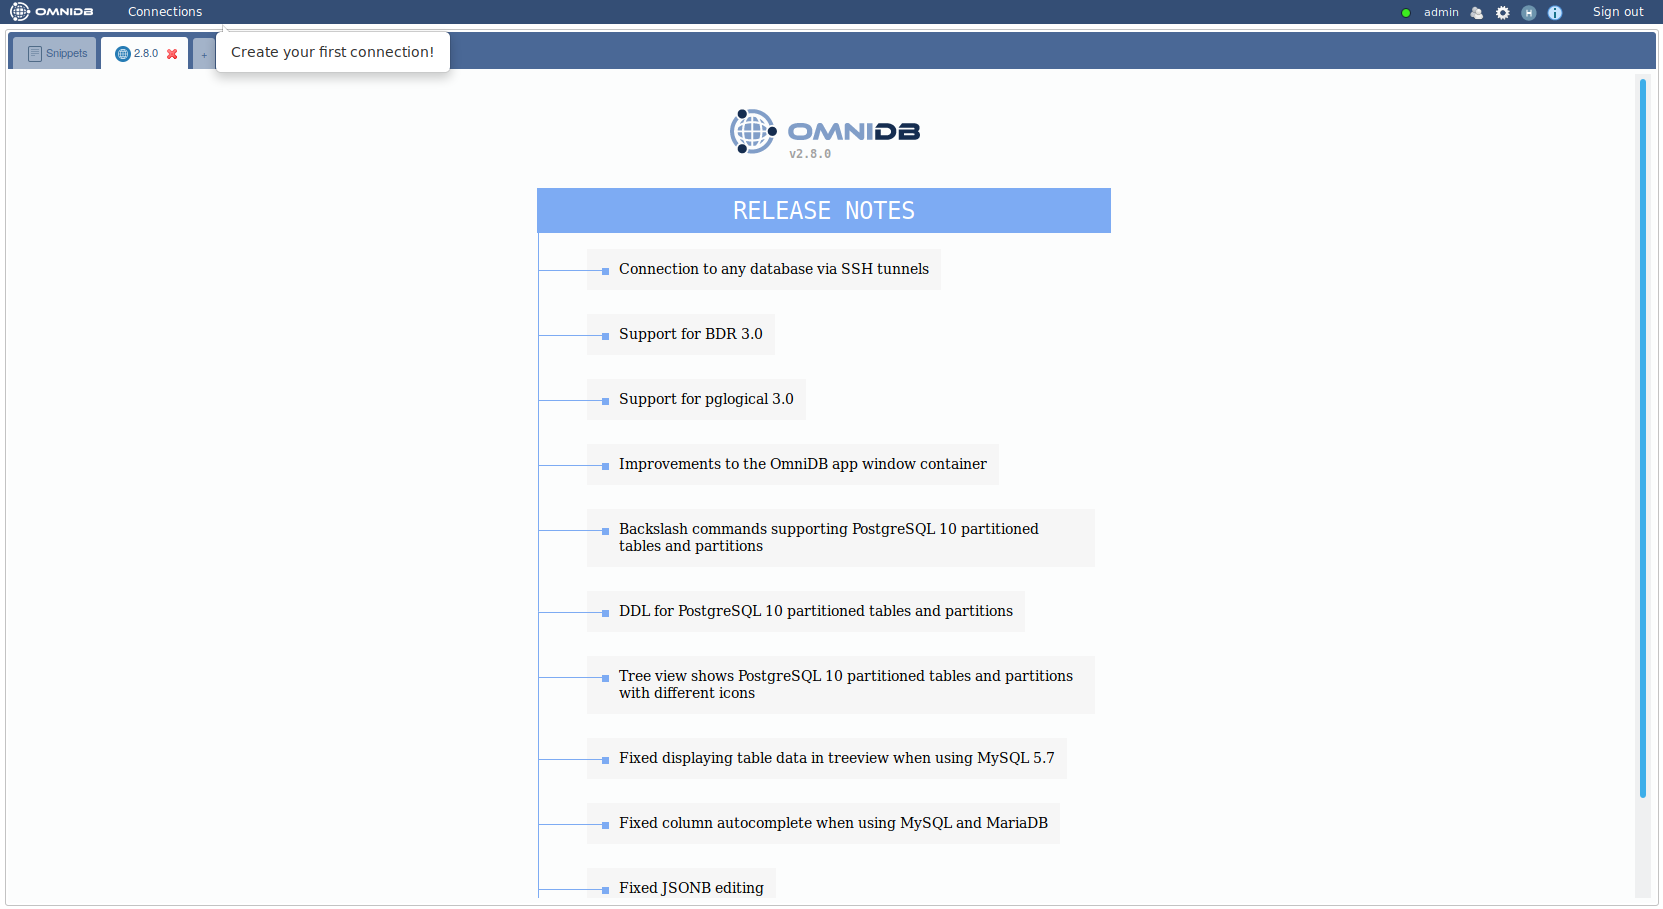 OMNIDB
Connections
admin
H
i
Sign out
Snippets
2.8.0
+
Create your first connection!
OMNIDB
v2.8.0
RELEASE NOTES
Connection to any database via SSH tunnels
Support for BDR 3.0
Support for pglogical 3.0
Improvements to the OmniDB app window container
Backslash commands supporting PostgreSQL 10 partitioned
tables and partitions
DDL for PostgreSQL 10 partitioned tables and partitions
Tree view shows PostgreSQL 10 partitioned tables and partitions
with different icons
Fixed displaying table data in treeview when using MySQL 5.7
Fixed column autocomplete when using MySQL and MariaDB
Fixed JSONB editing